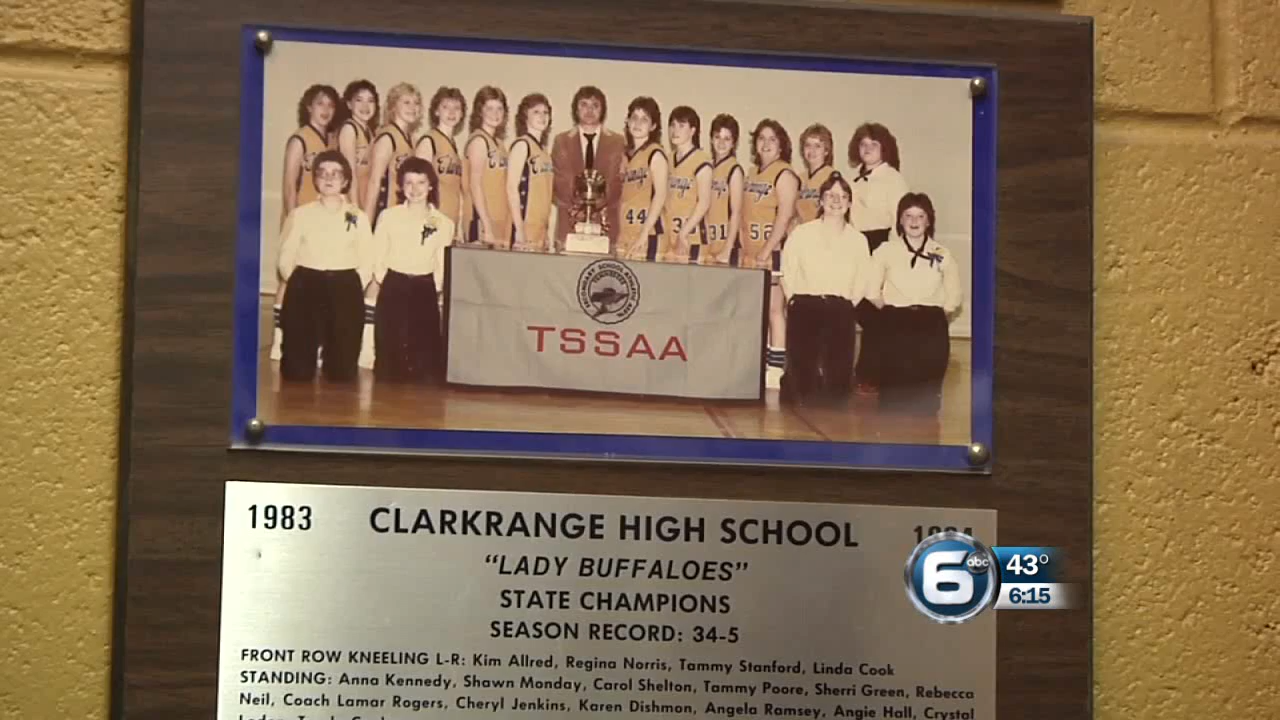 44
31
52
TSSAA
1983 CLARKRANGE HIGH SCHOOL
"LADY BUFFALOES"
STATE CHAMPIONS
SEASON RECORD: 34-5
FRONT ROW KNEELING L-R: Kim Allred, Regina Norris, Tammy Stanford, Linda Cook
STANDING: Anna Kennedy, Shawn Monday, Carol Shelton, Tammy Poore, Sherri Green, Rebecca
Neil, Coach Lamar Rogers, Cheryl Jenkins, Karen Dishmon, Angela Ramsey, Angie Hall, Crystal
6 abc 43°
6:15